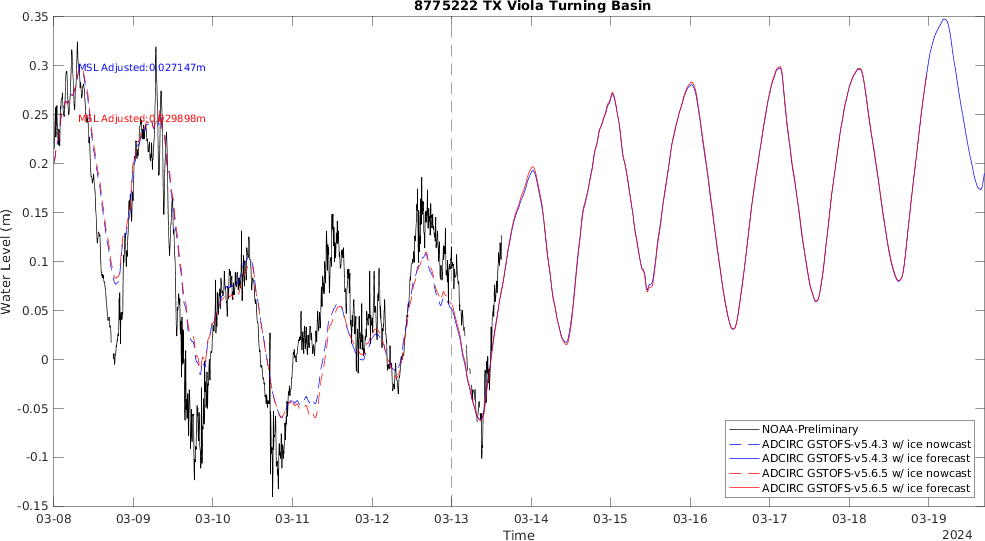 8775222 TX Viola Turning Basin
0.35
0.3
0.25
0.2
0.15
0.1
0.05
0
-0.05
-0.1
-0.15
Water Level (m)
MSL Adjusted:0.027147m
MSL Adjusted:0.029898m
NOAA-Preliminary
ADCIRC GSTOFS-v5.4.3 w/ ice nowcast
ADCIRC GSTOFS-v5.4.3 w/ ice forecast
ADCIRC GSTOFS-v5.6.5 w/ ice nowcast
ADCIRC GSTOFS-v5.6.5 w/ ice forecast
03-08 03-09 03-10 03-11 03-12 03-13 03-14 03-15 03-16 03-17 03-18 03-19
Time
2024